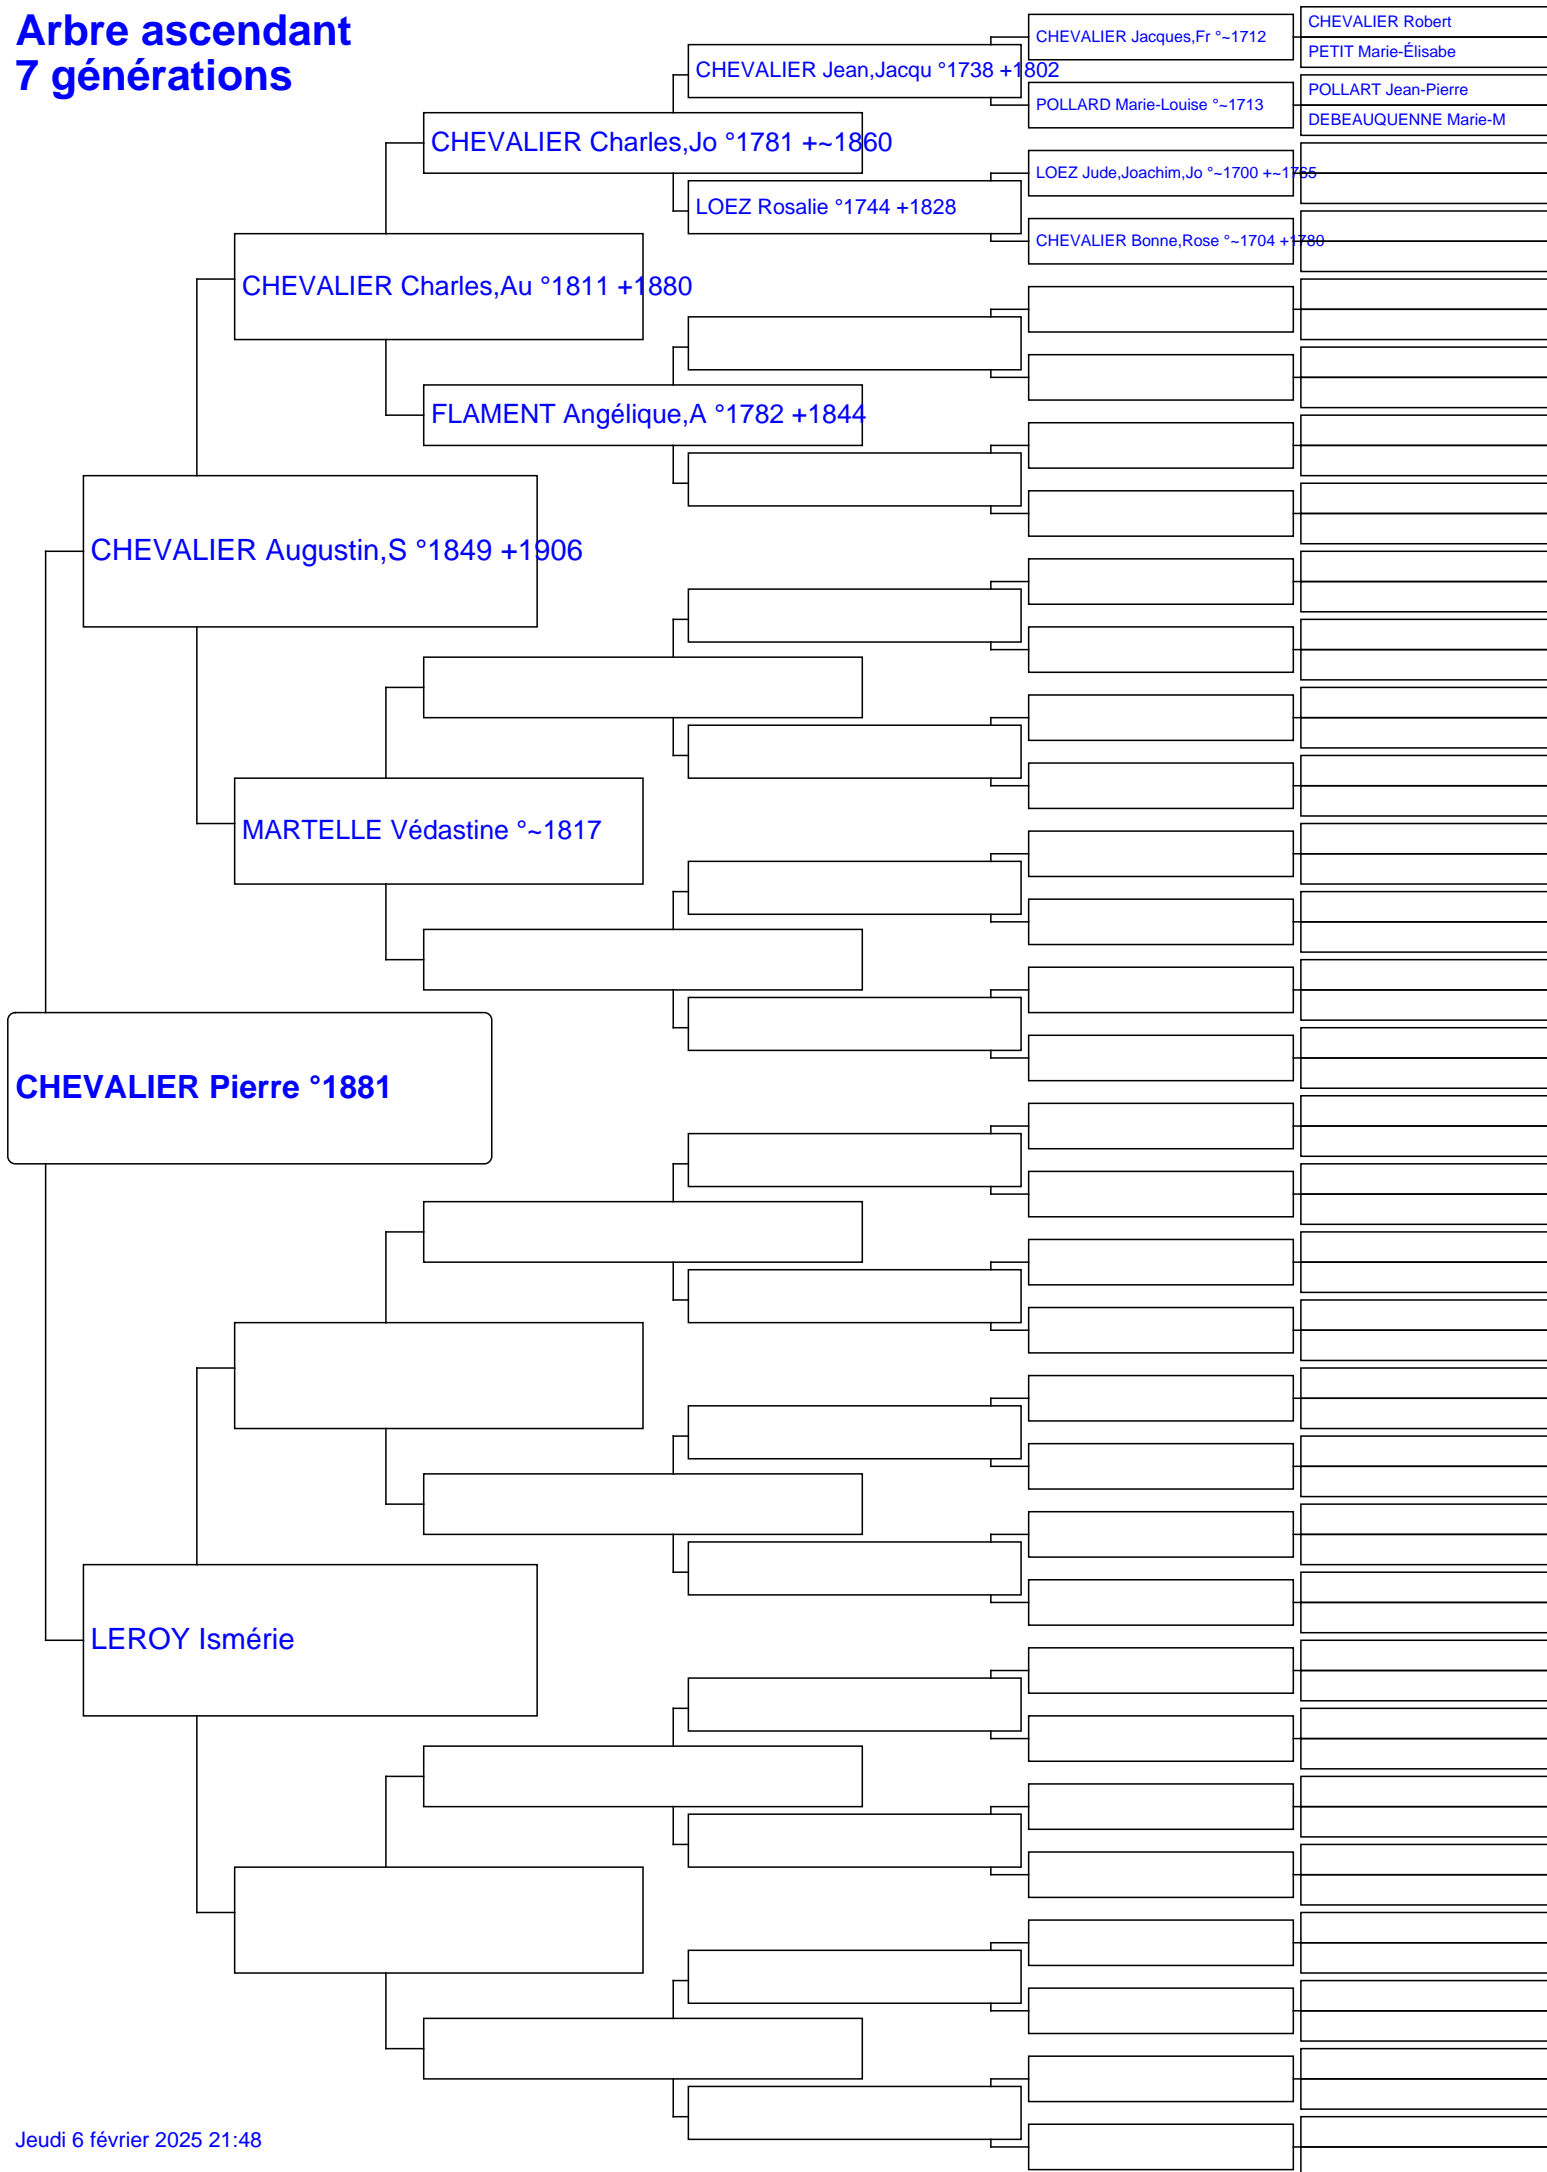 Arbre ascendant
7 générations
CHEVALIER Robert
CHEVALIER Jacques,Fr °~1712
PETIT Marie-Élisabe
CHEVALIER Jean,Jacqu °1738 +1802
POLLART Jean-Pierre
POLLARD Marie-Louise °~1713
DEBEAUQUENNE Marie-M
CHEVALIER Charles,Jo °1781 +~1860
LOEZ Jude,Joachim,Jo °~1700 +~1765
LOEZ Rosalie °1744 +1828
CHEVALIER Bonne,Rose °~1704 +1780
CHEVALIER Charles,Au °1811 +1880
FLAMENT Angélique,A °1782 +1844
CHEVALIER Augustin,S °1849 +1906
MARTELLE Védastine °~1817
CHEVALIER Pierre °1881
LEROY Ismérie
Jeudi 6 février 2025 21:48